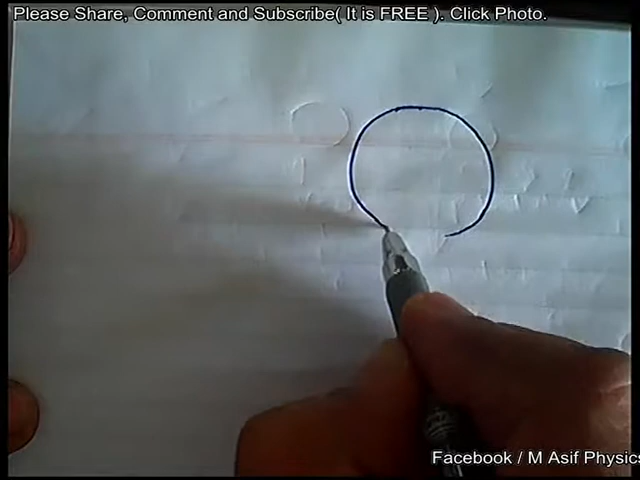 Please Share, Comment and Subscribe( It is FREE ). Click Photo.
Facebook / M Asif Physics